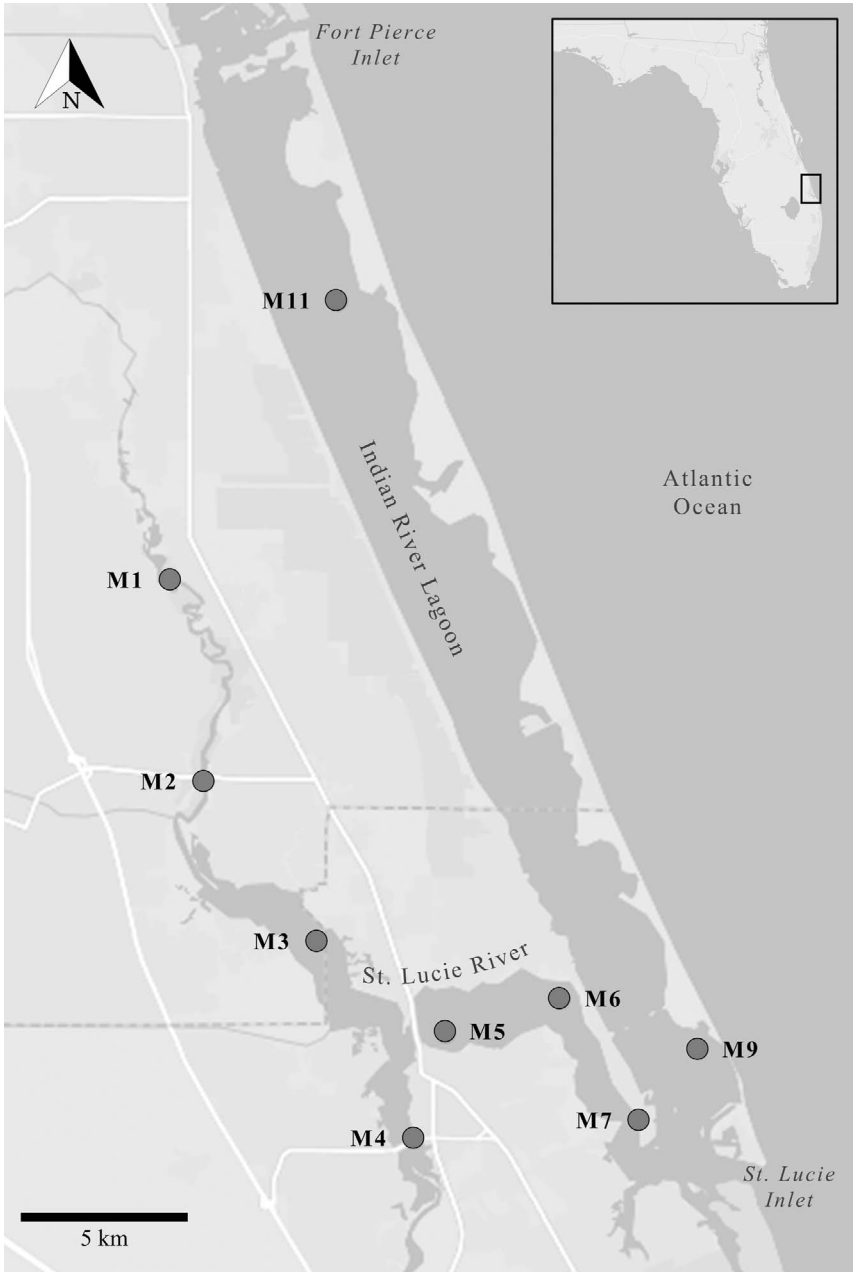 Fort Pierce
Inlet
N
M11
Indian River Lagoon
Atlantic
Ocean
M1
M2
M3
St. Lucie River
M6
M5
M9
M7
M4
St. Lucie
Inlet
5 km